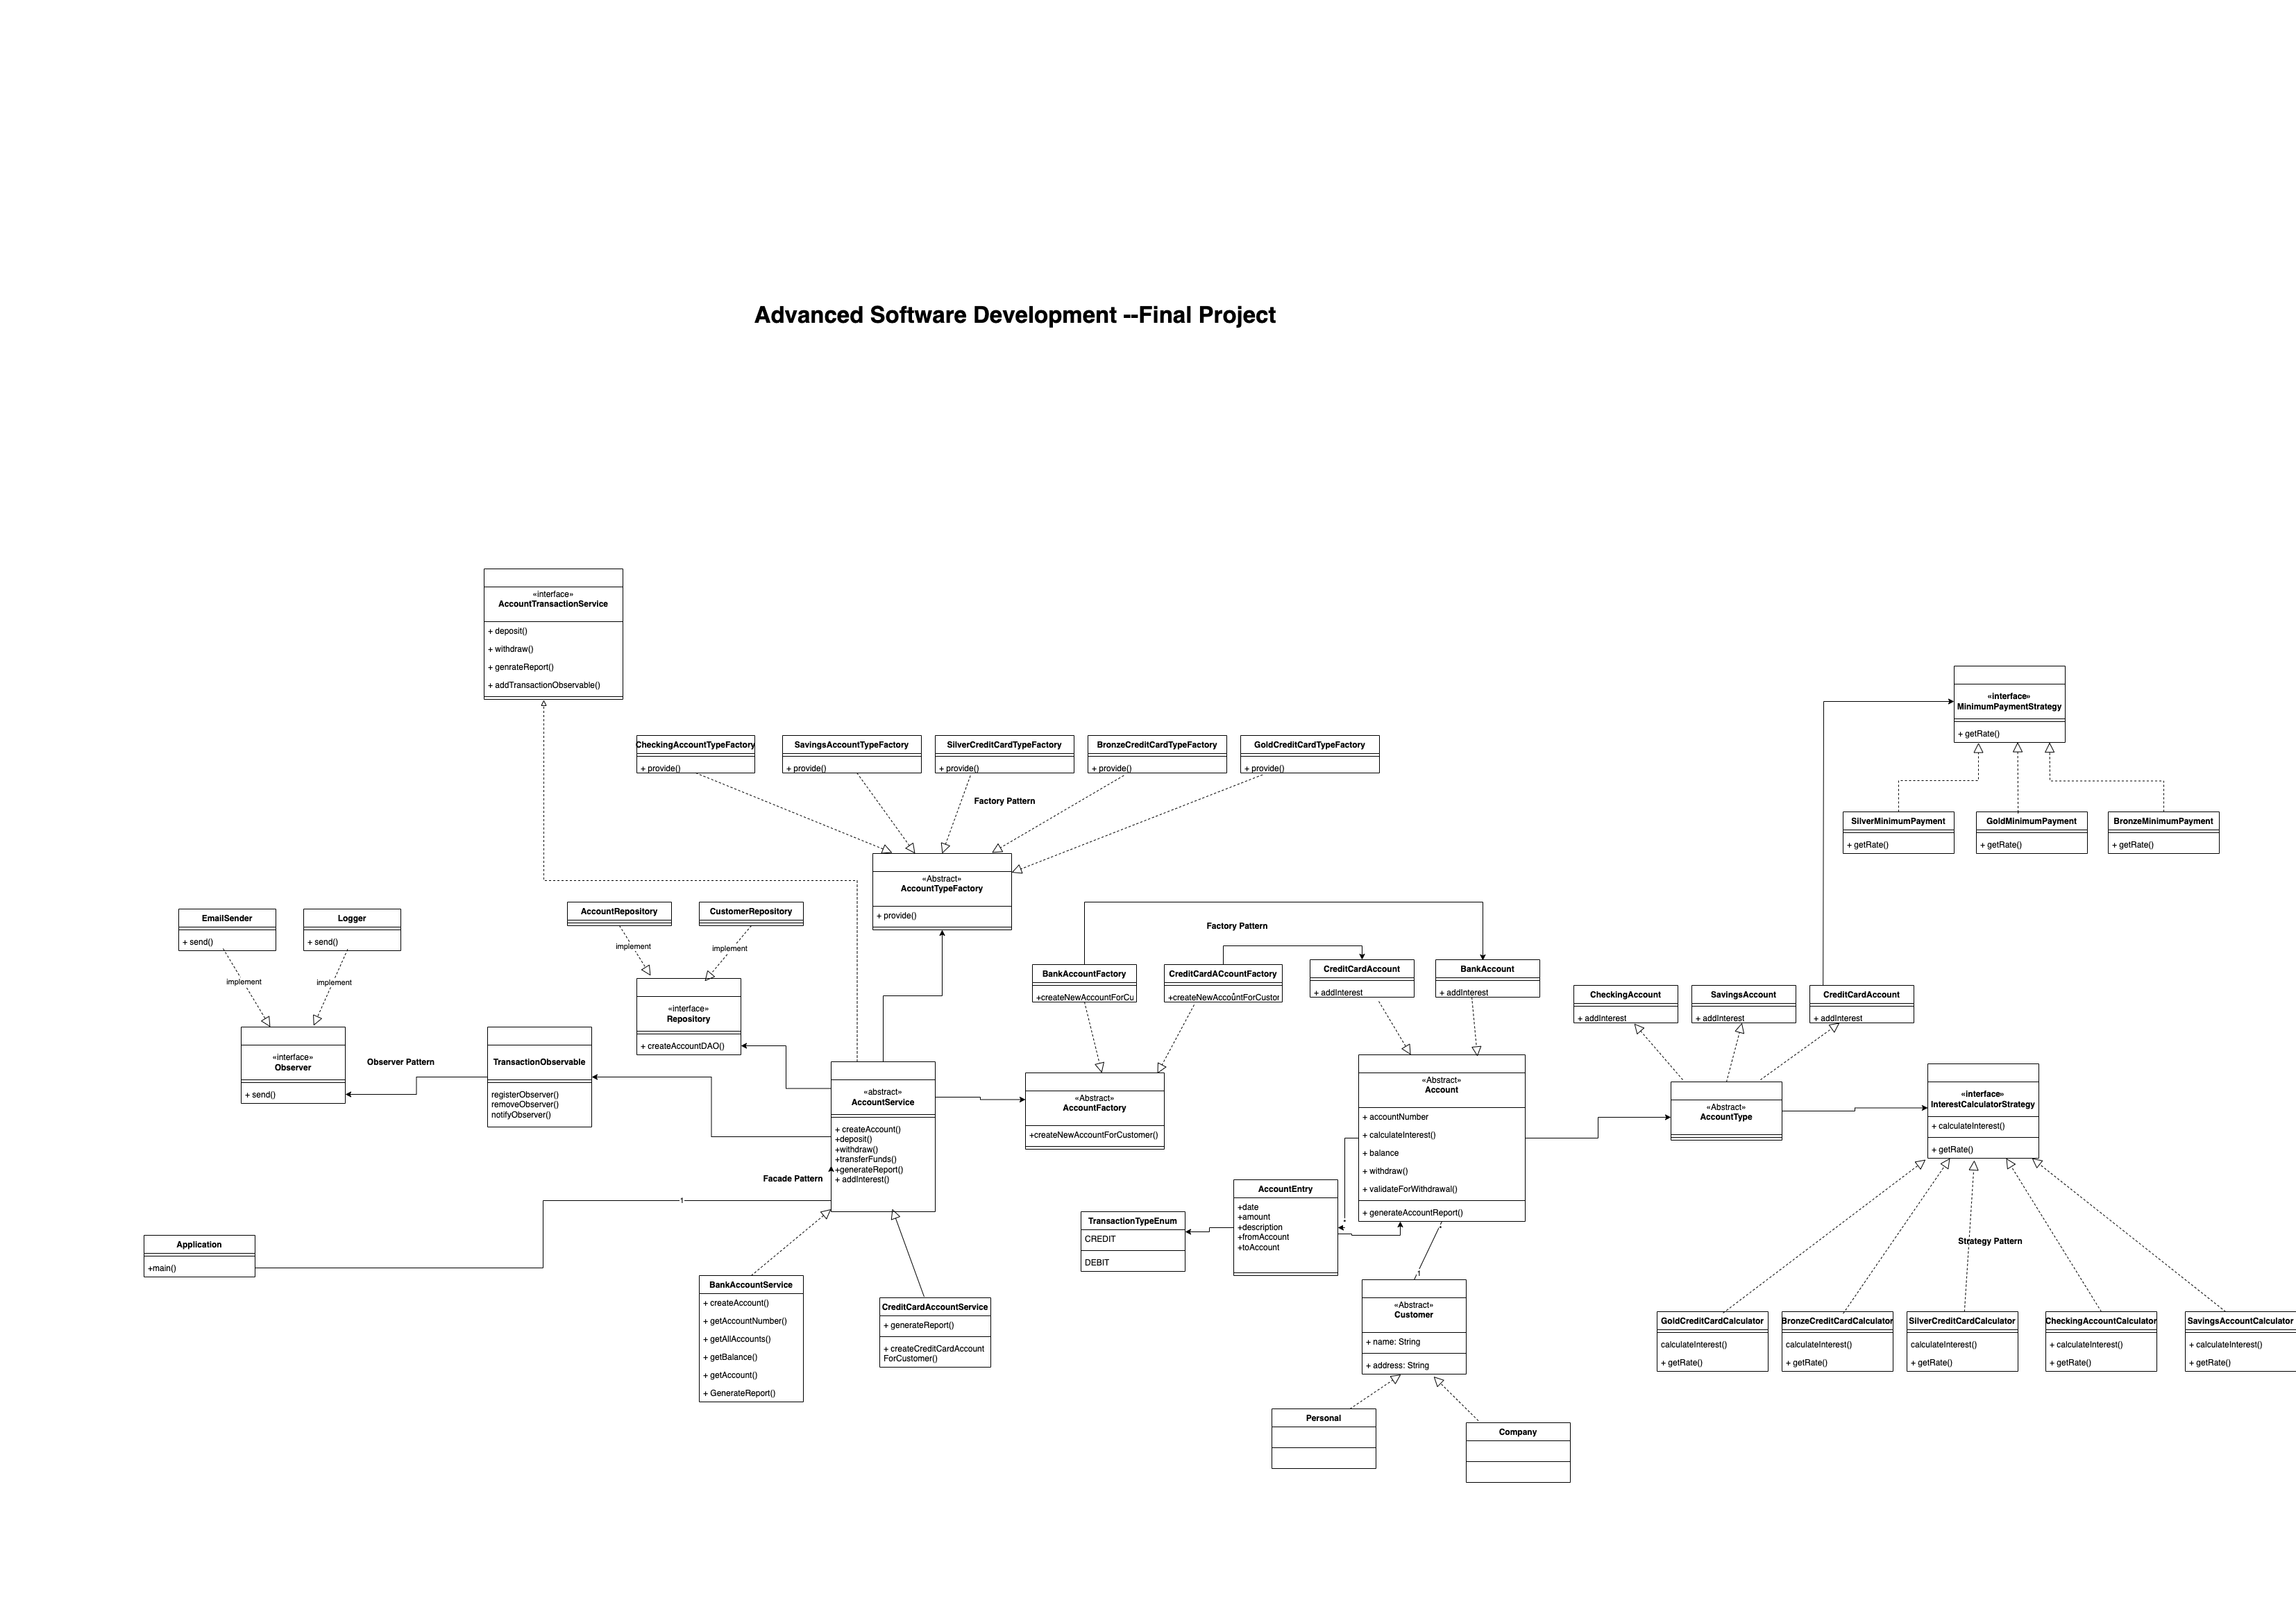 Advanced Software Development --Final Project
«interface»
AccountTransactionService
+ deposit()
+ withdraw()
+ genrateReport()
+ addTransactionObservable()
«interface»
MinimumPaymentStrategy
+ getRate()
CheckingAccountTypeFactory
+ provide()
SavingsAccountTypeFactory
+ provide()
SilverCreditCardTypeFactory
+ provide()
BronzeCreditCardTypeFactory
+ provide()
GoldCreditCardTypeFactory
+ provide()
Factory Pattern
SilverMinimumPayment
+ getRate()
GoldMinimumPayment
+ getRate()
BronzeMinimumPayment
+ getRate()
«Abstract»
AccountTypeFactory
+ provide()
EmailSender
+ send()
Logger
+ send()
implement
implement
AccountRepository
CustomerRepository
implement
implement
Factory Pattern
BankAccountFactory
+createNewAccountForCu
CreditCardACcountFactory
+createNewAccountForCustor
CreditCardAccount
+ addInterest
BankAccount
+ addInterest
CheckingAccount
+ addInterest
SavingsAccount
+ addInterest
CreditCardAccount
+ addInterest
«interface»
Repository
+ createAccountDAO()
«interface»
Observer
+ send()
Observer Pattern
TransactionObservable
registerObserver()
removeObserver()
notifyObserver()
«abstract»
AccountService
+ createAccount()
+deposit()
+withdraw()
+transferFunds()
+generateReport()
+ addInterest()
«Abstract»
AccountFactory
+createNewAccountForCustomer()
«Abstract»
Account
+ accountNumber
+ calculateInterest()
+ balance
+ withdraw()
+ validateForWithdrawal()
+ generateAccountReport()
«Abstract»
AccountType
«interface»
InterestCalculatorStrategy
+ calculateInterest()
+ getRate()
Facade Pattern
1
AccountEntry
+date
+amount
+description
+fromAccount
+toAccount
TransactionTypeEnum
CREDIT
DEBIT
Strategy Pattern
Application
+main()
BankAccountService
+ createAccount()
+ getAccountNumber()
+ getAllAccounts()
+ getBalance()
+ getAccount()
+ GenerateReport()
CreditCardAccountService
+ generateReport()
+ createCreditCardAccount
ForCustomer()
1
«Abstract»
Customer
+ name: String
+ address: String
GoldCreditCardCalculator
calculateInterest()
+ getRate()
BronzeCreditCardCalculator
calculateInterest()
+ getRate()
SilverCreditCardCalculator
calculateInterest()
+ getRate()
CheckingAccountCalculator
+ calculateInterest()
+ getRate()
SavingsAccountCalculator
+ calculateInterest()
+ getRate()
Personal
Company